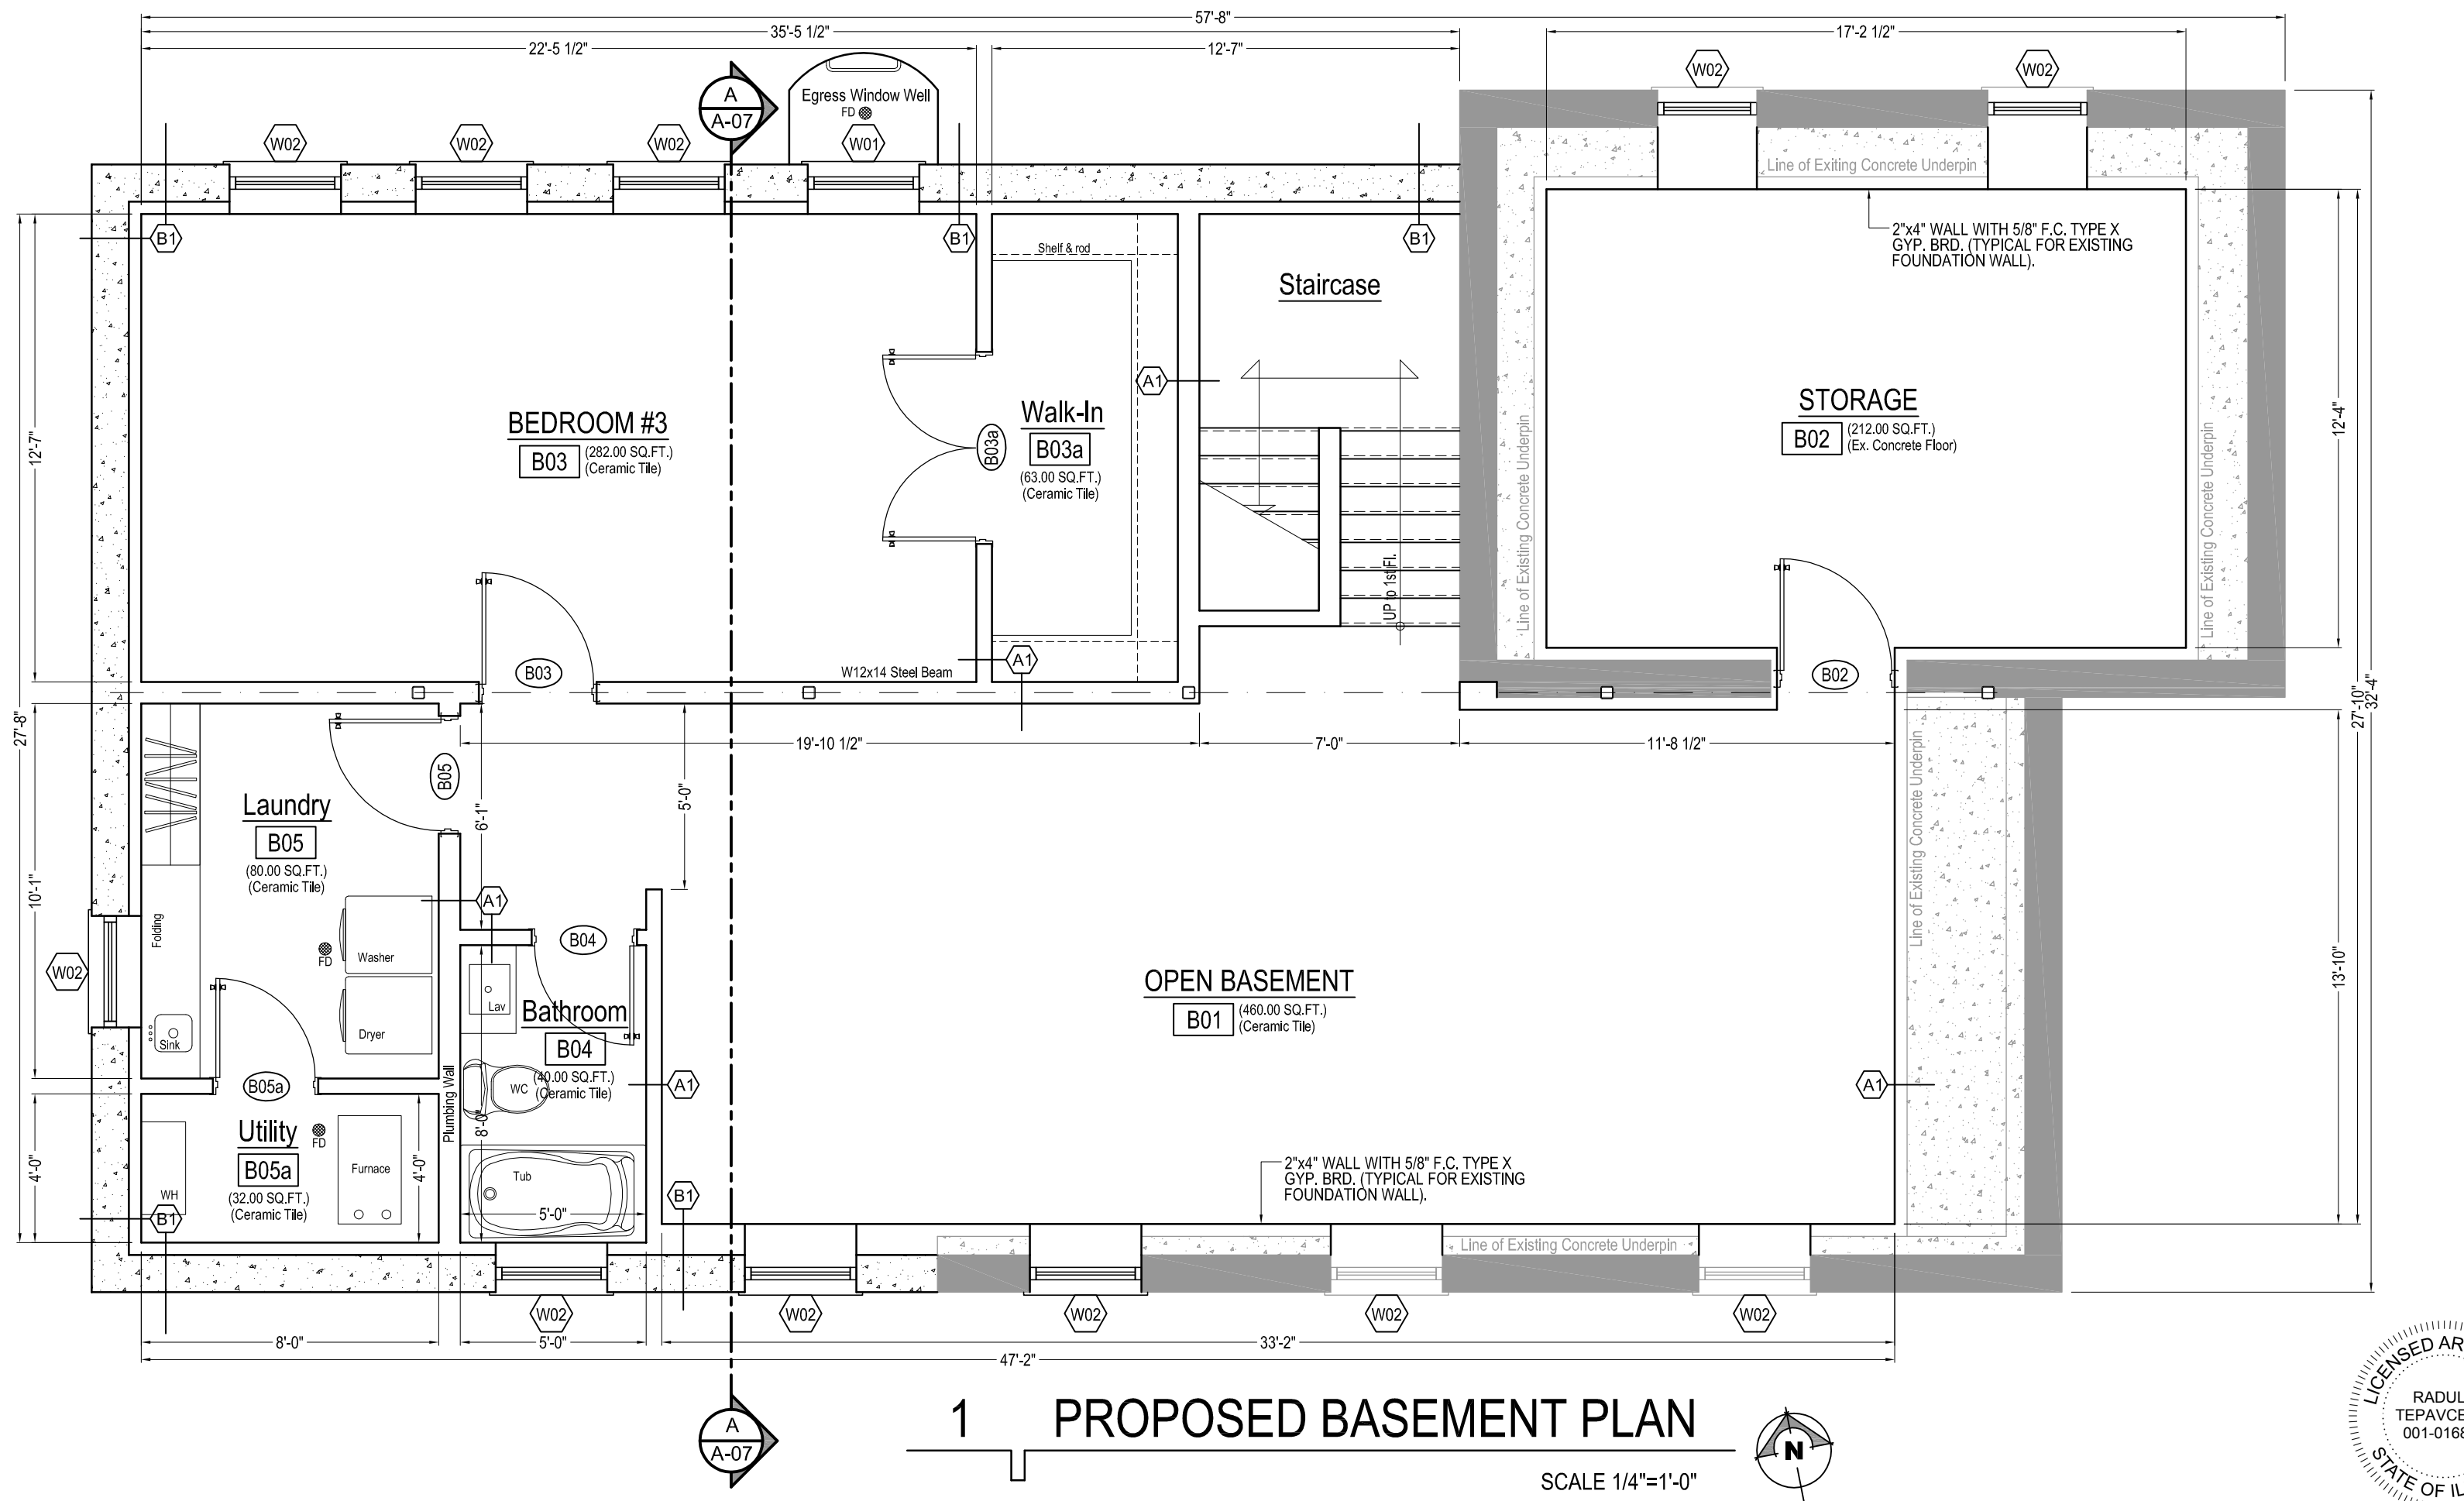 57'-8"
35'-5 1/2"
22'-5 1/2"
12'-7"
17'-2 1/2"
A
A-07
Egress Window Well
FD
W02
W02
W02
W01
W02
W02
Line of Exiting Concrete Underpin
B1
B1
B1
Shelf & rod
Staircase
2"x4" WALL WITH 5/8" F.C. TYPE X
GYP. BRD. (TYPICAL FOR EXISTING
FOUNDATION WALL).
A1
BEDROOM #3
B03
(282.00 SQ.FT.)
(Ceramic Tile)
B03a
Walk-In
B03a
(63.00 SQ.FT.)
(Ceramic Tile)
STORAGE
B02
(212.00 SQ.FT.)
(Ex. Concrete Floor)
12'-7"
12'-4"
Line of Existing Concrete Underpin
Line of Existing Concrete Underpin
UP to 1st Fl.
B03
W12x14 Steel Beam
A1
B02
27'-8"
27'-10"
32'-4"
19'-10 1/2"
7'-0"
11'-8 1/2"
B05
6'-1"
5'-0"
Laundry
B05
(80.00 SQ.FT.)
(Ceramic Tile)
10'-1"
Folding
A1
FD
Washer
Dryer
Sink
W02
B04
Lav
Bathroom
B04
(40.00 SQ.FT.)
(Ceramic Tile)
WC
8'-0"
Plumbing Wall
A1
OPEN BASEMENT
B01
(460.00 SQ.FT.)
(Ceramic Tile)
Line of Existing Concrete Underpin
13'-10"
A1
B05a
Utility
B05a
(32.00 SQ.FT.)
(Ceramic Tile)
FD
Furnace
WH
4'-0"
4'-0"
Tub
5'-0"
B1
B1
2"x4" WALL WITH 5/8" F.C. TYPE X
GYP. BRD. (TYPICAL FOR EXISTING
FOUNDATION WALL).
Line of Existing Concrete Underpin
W02
W02
W02
W02
W02
8'-0"
5'-0"
33'-2"
47'-2"
A
A-07
1 PROPOSED BASEMENT PLAN
SCALE 1/4"=1'-0"
N
LICENSED AR
RADUL
TEPAVCE
001-0168
STATE OF IL